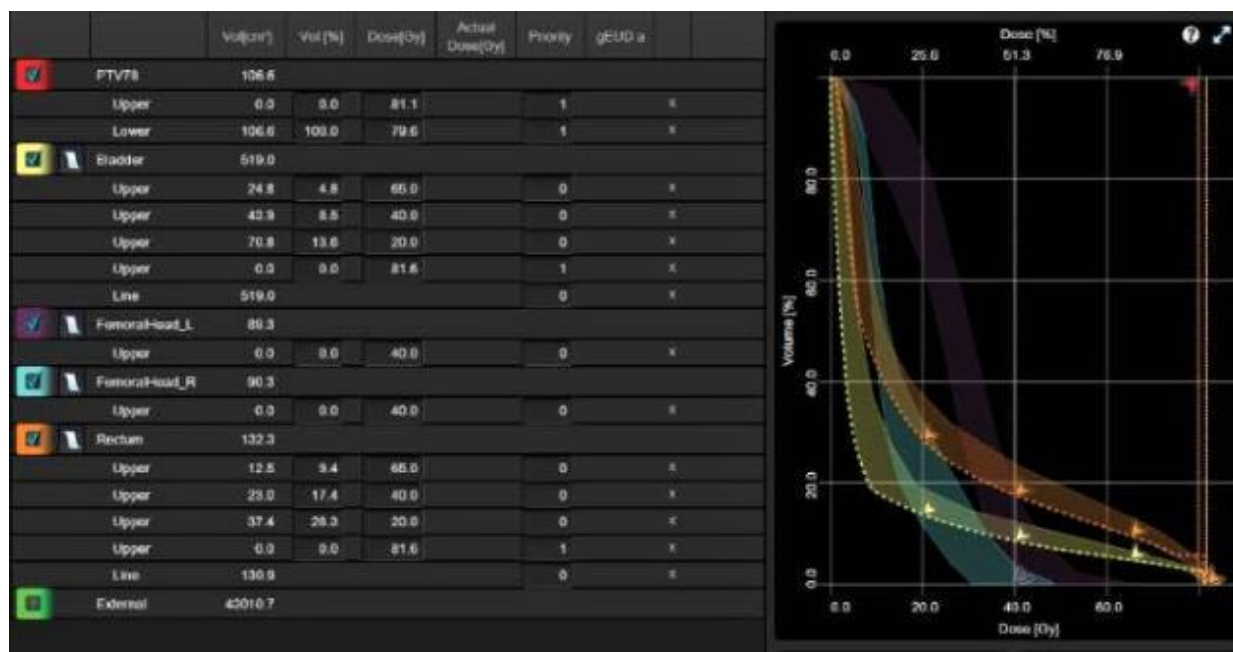 Vol[cm³] Vol [%] Dose[Gy] Actual Dose[Gy] Priority gEUD a
PTV78 106.6
Upper 0.0 0.0 81.1 1 x
Lower 106.6 100.0 79.6 1 x
Bladder 519.0
Upper 24.8 4.8 65.0 0 x
Upper 8.5 40.0 0 x
Upper 70.8 13.6 20.0 0 x
Upper 0.0 0.0 81.6 1 x
Line 519.0 0 x
FemoralHead_L 89.3
Upper 0.0 0.0 40.0 0 x
FemoralHead_R 90.3
Upper 0.0 0.0 40.0 0 x
Rectum 132.3
Upper 12.5 9.4 65.0 0 x
Upper 23.0 17.4 40.0 0 x
Upper 37.4 28.3 20.0 0 x
Upper 0.0 0.0 81.6 1 x
Line 130.9 0 x
External 43010.7
Dose [%]
0.0 25.6 51.3 76.9
Volume [%]
80.0
60.0
40.0
20.0
0.0
0.0 20.0 40.0 60.0
Dose [Gy]